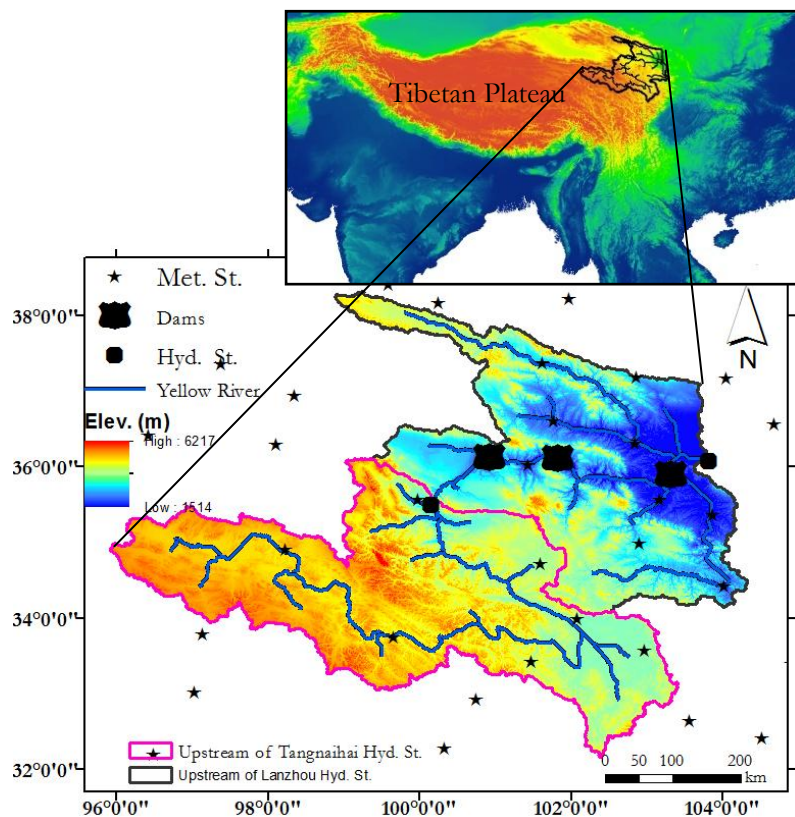 Tibetan Plateau
Met. St.
Dams
Hyd. St.
Yellow River
Elev. (m)
High : 6217
Low : 1514
N
38°0'0"
36°0'0"
34°0'0"
32°0'0"
Upstream of Tangnaihai Hyd. St.
Upstream of Lanzhou Hyd. St.
0 50 100 200
km
96°0'0" 98°0'0" 100°0'0" 102°0'0" 104°0'0"